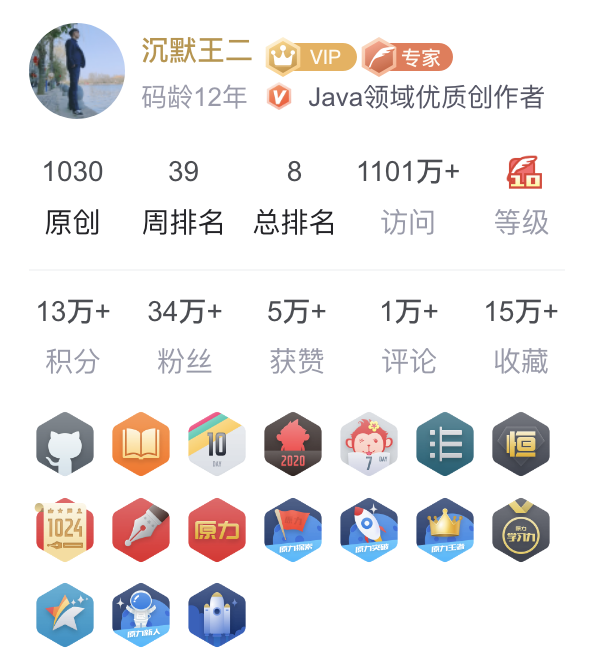 沉默王二 VIP 专家
码龄12年 Java领域优质创作者
1030 39 8 1101万+ 10
原创 周排名 总排名 访问 等级
13万+ 34万+ 5万+ 1万+ 15万+
积分 粉丝 获赞 评论 收藏
10 DAY 2020 7 DAY 恒
1024 原力 原力探索 原力突破 原力王者 原力 学习力
原力新人